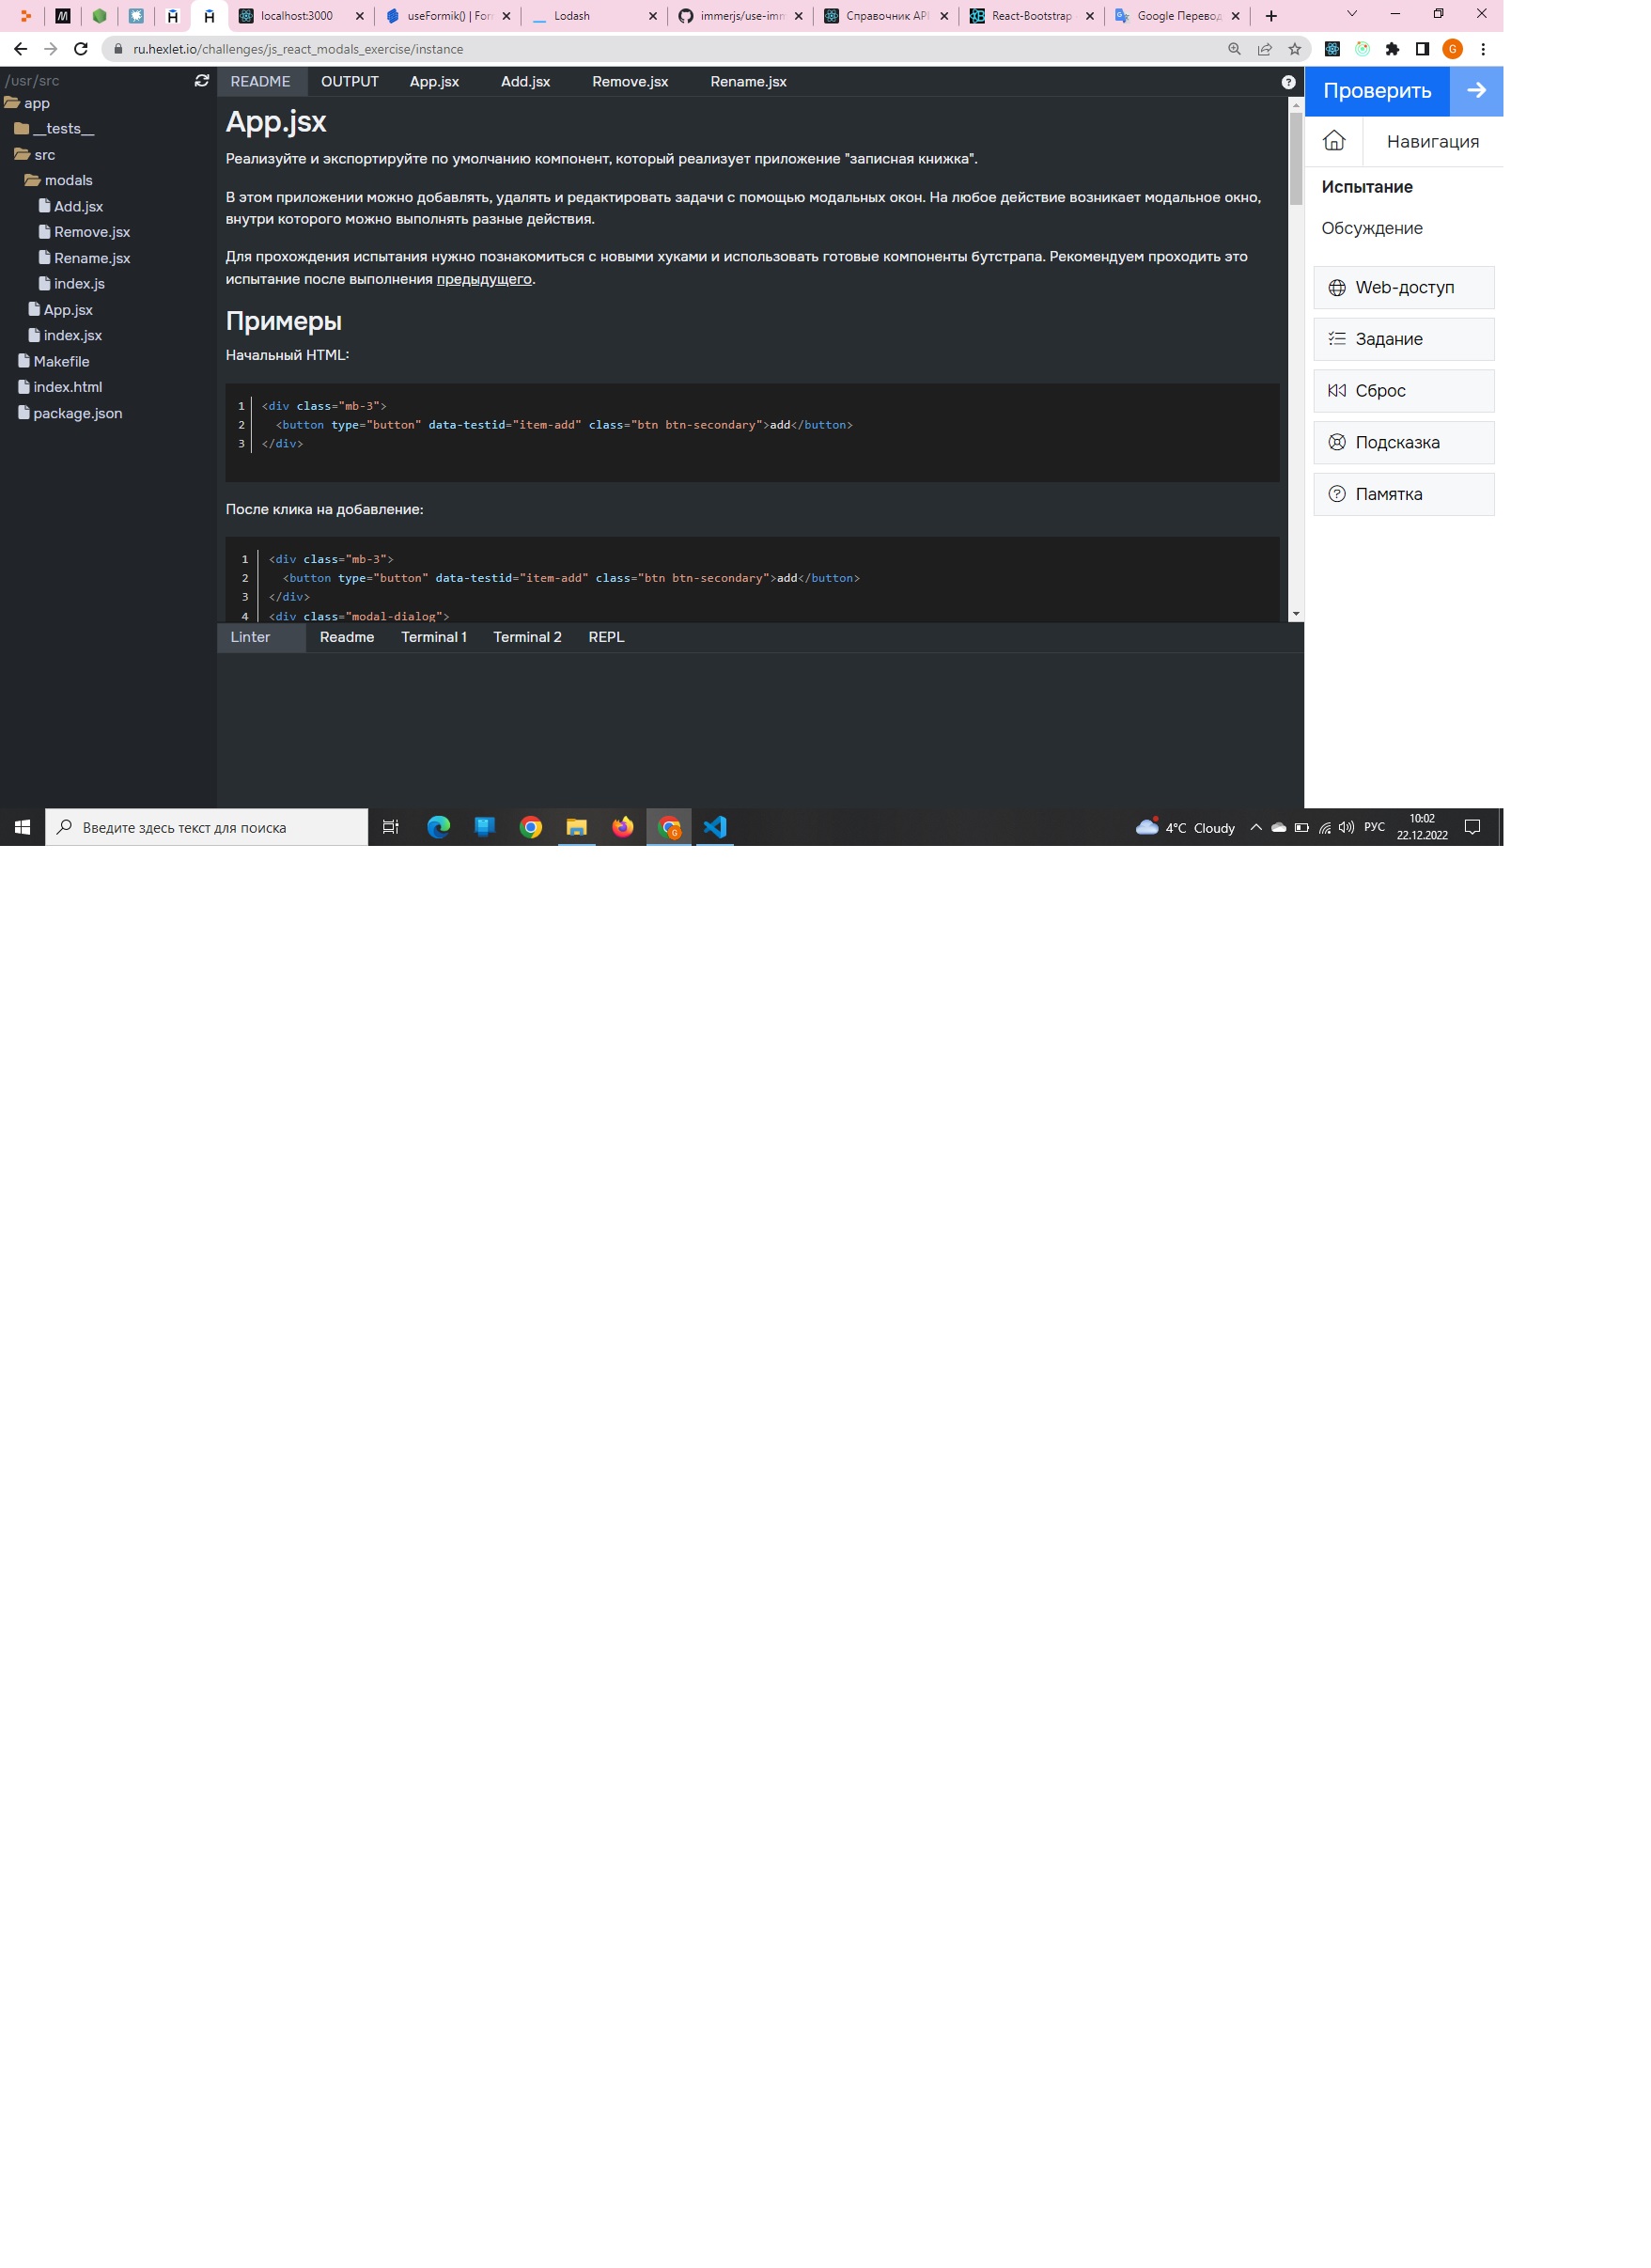 localhost:3000
useFormik() | For
Lodash
immerjs/use-imm
Справочник API
React-Bootstrap
Google Перевод
ru.hexlet.io/challenges/js_react_modals_exercise/instance
/usr/src
app
__tests__
src
modals
Add.jsx
Remove.jsx
Rename.jsx
index.js
App.jsx
index.jsx
Makefile
index.html
package.json
README OUTPUT App.jsx Add.jsx Remove.jsx Rename.jsx
App.jsx
Реализуйте и экспортируйте по умолчанию компонент, который реализует приложение "записная книжка".
В этом приложении можно добавлять, удалять и редактировать задачи с помощью модальных окон. На любое действие возникает модальное окно,
внутри которого можно выполнять разные действия.
Для прохождения испытания нужно познакомиться с новыми хуками и использовать готовые компоненты бутстрапа. Рекомендуем проходить это
испытание после выполнения предыдущего.
Примеры
Начальный HTML:
1 <div class="mb-3">
2 <button type="button" data-testid="item-add" class="btn btn-secondary">add</button>
3 </div>
После клика на добавление:
1 <div class="mb-3">
2 <button type="button" data-testid="item-add" class="btn btn-secondary">add</button>
3 </div>
4 <div class="modal-dialog">
Linter Readme Terminal 1 Terminal 2 REPL
Проверить
Навигация
Испытание
Обсуждение
Web-доступ
Задание
Сброс
Подсказка
Памятка
Введите здесь текст для поиска
4°C Cloudy
РУС
10:02
22.12.2022